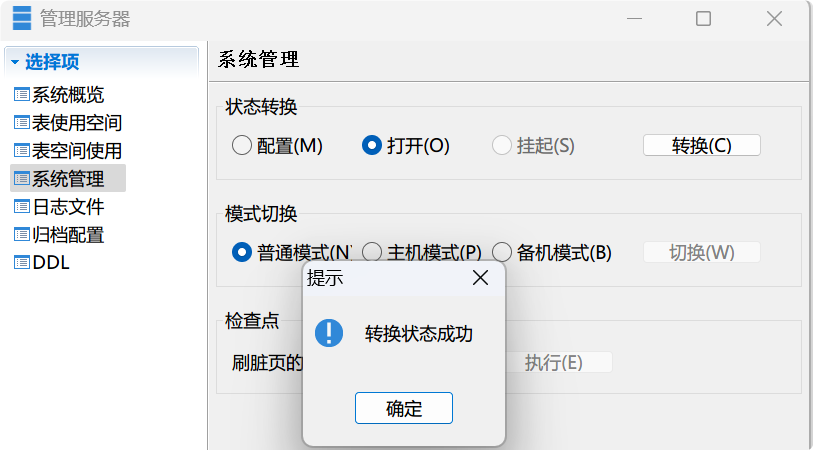 管理服务器
选择项
系统概览
表使用空间
表空间使用
系统管理
日志文件
归档配置
DDL
系统管理
状态转换
配置(M) 打开(O) 挂起(S) 转换(C)
模式切换
普通模式(N 主机模式(P) 备机模式(B) 切换(W)
检查点
刷脏页的 执行(E)
提示
转换状态成功
确定